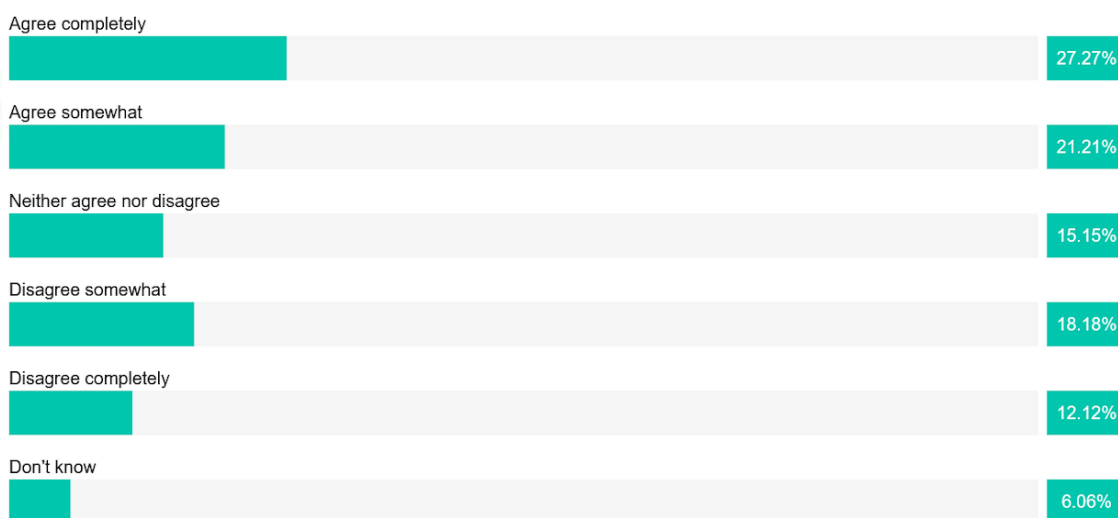 Agree completely
27.27%
Agree somewhat
21.21%
Neither agree nor disagree
15.15%
Disagree somewhat
18.18%
Disagree completely
12.12%
Don't know
6.06%